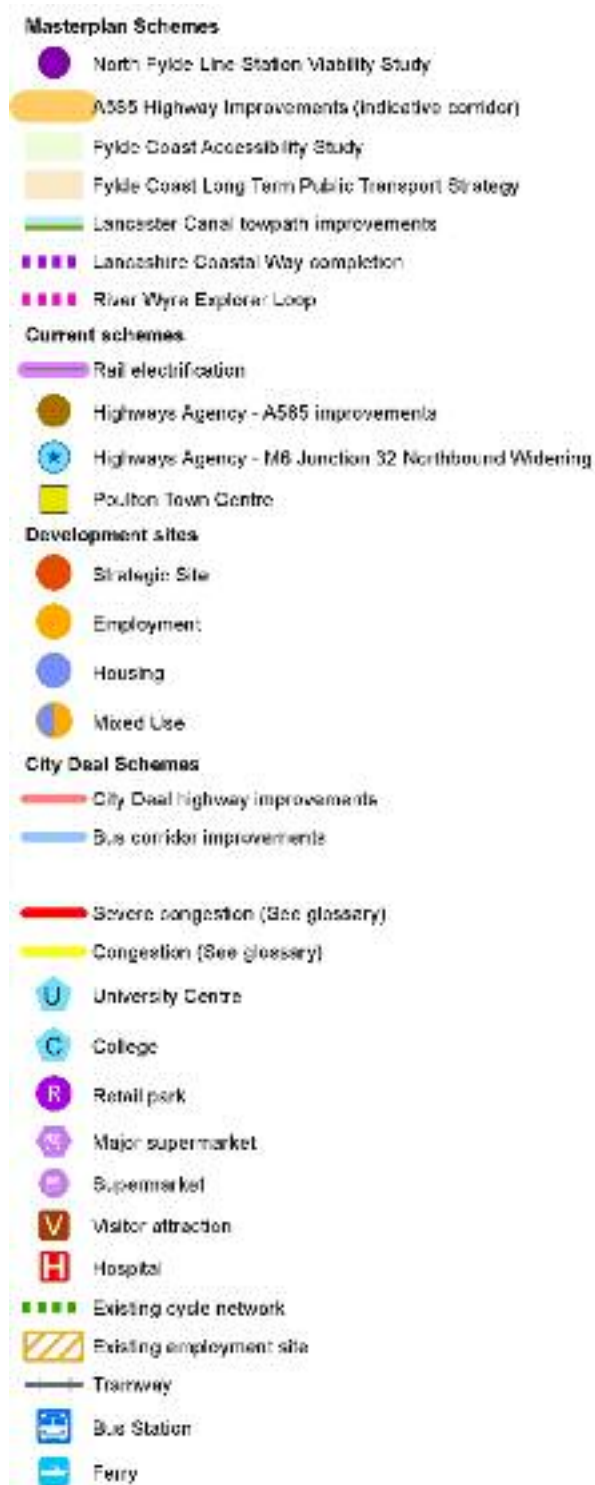 Masterplan Schemes
North Fylde Line Station Viability Study
A585 Highway Improvements (indicative corridor)
Fylde Coast Accessibility Study
Fylde Coast Long Term Public Transport Strategy
Lancaster Canal towpath improvements
Lancashire Coastal Way completion
River Wyre Explorer Loop
Current schemes
Rail electrification
Highways Agency - A585 improvements
Highways Agency - M6 Junction 32 Northbound Widening
Poulton Town Centre
Development sites
Strategic Site
Employment
Housing
Mixed Use
City Deal Schemes
City Deal highway improvements
Bus corridor improvements
Severe congestion (See glossary)
Congestion (See glossary)
U University Centre
C College
R Retail park
Major supermarket
Supermarket
V Visitor attraction
H Hospital
Existing cycle network
Existing employment site
Tramway
Bus Station
Ferry